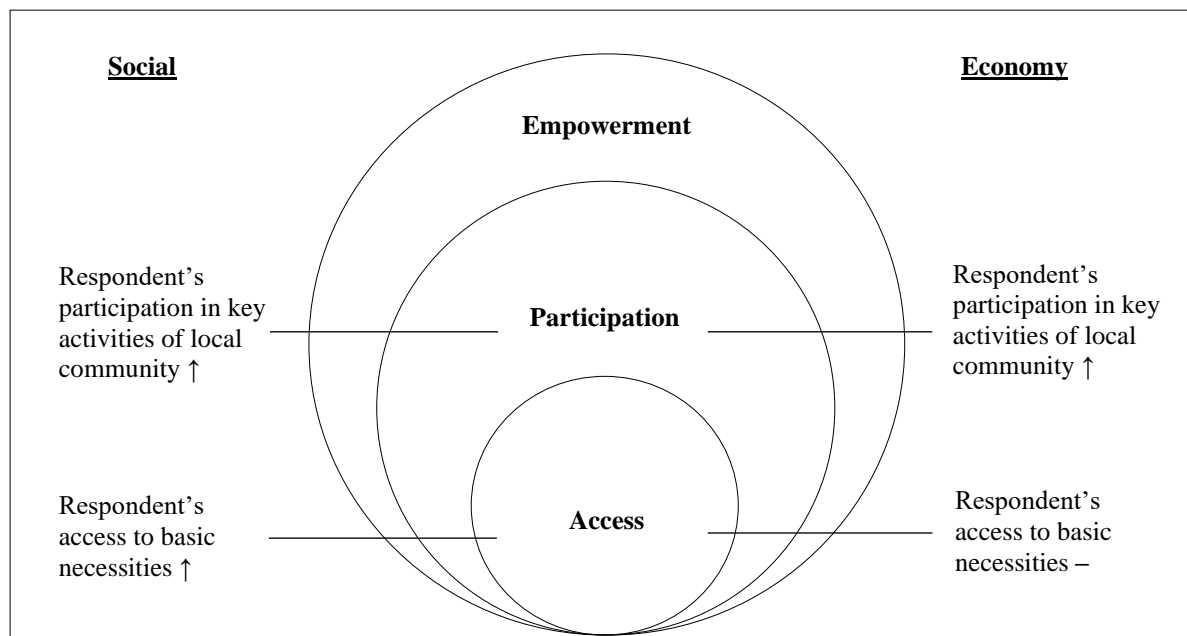 Social
Economy
Empowerment
Respondent’s
participation in key
activities of local
community ↑
Participation
Respondent’s
participation in key
activities of local
community ↑
Respondent’s
access to basic
necessities ↑
Access
Respondent’s
access to basic
necessities –